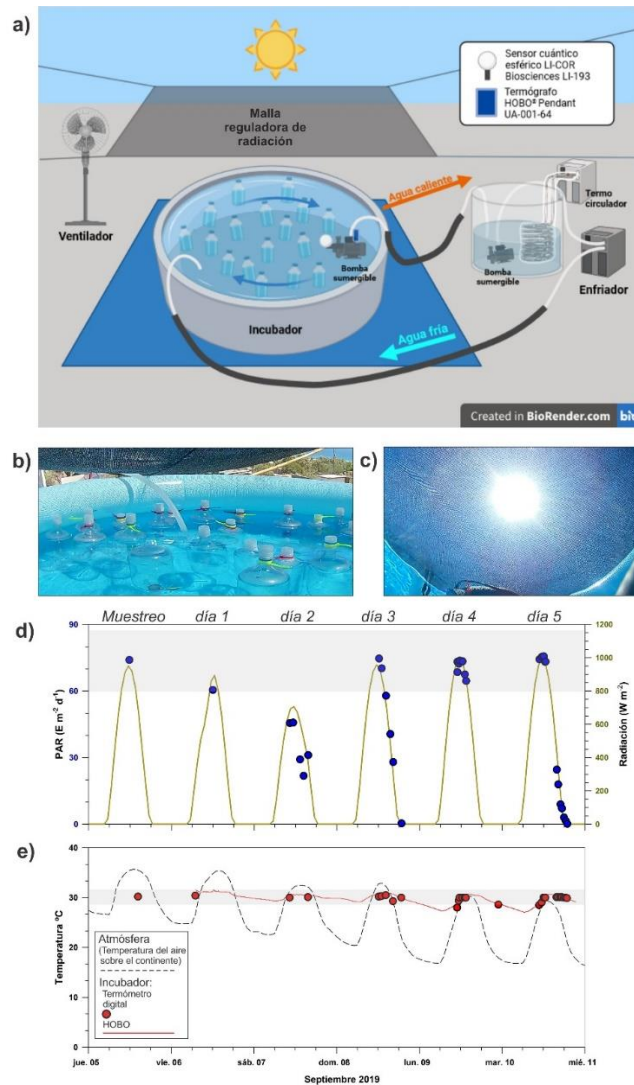 a)
Sensor cuántico
esférico LI-COR
Biosciences LI-193
Termógrafo
HOBO® Pendant
UA-001-64
Malla
reguladora de
radiación
Ventilador
Agua caliente
Termo
circulador
Bomba
sumergible
Bomba
sumergible
Enfriador
Incubador
Agua fría
Created in BioRender.com
b)
c)
d)
Muestreo día 1 día 2 día 3 día 4 día 5
PAR (E m⁻² d⁻¹)
90
60
30
0
Radiación (W m⁻²)
1200
1000
800
600
400
200
0
e)
Temperatura ºC
40
30
20
10
0
Atmósfera
(Temperatura del aire
sobre el continente)
Incubador:
Termómetro
digital
HOBO
jue. 05 vie. 06 sáb. 07 dom. 08 lun. 09 mar. 10 mié. 11
Septiembre 2019